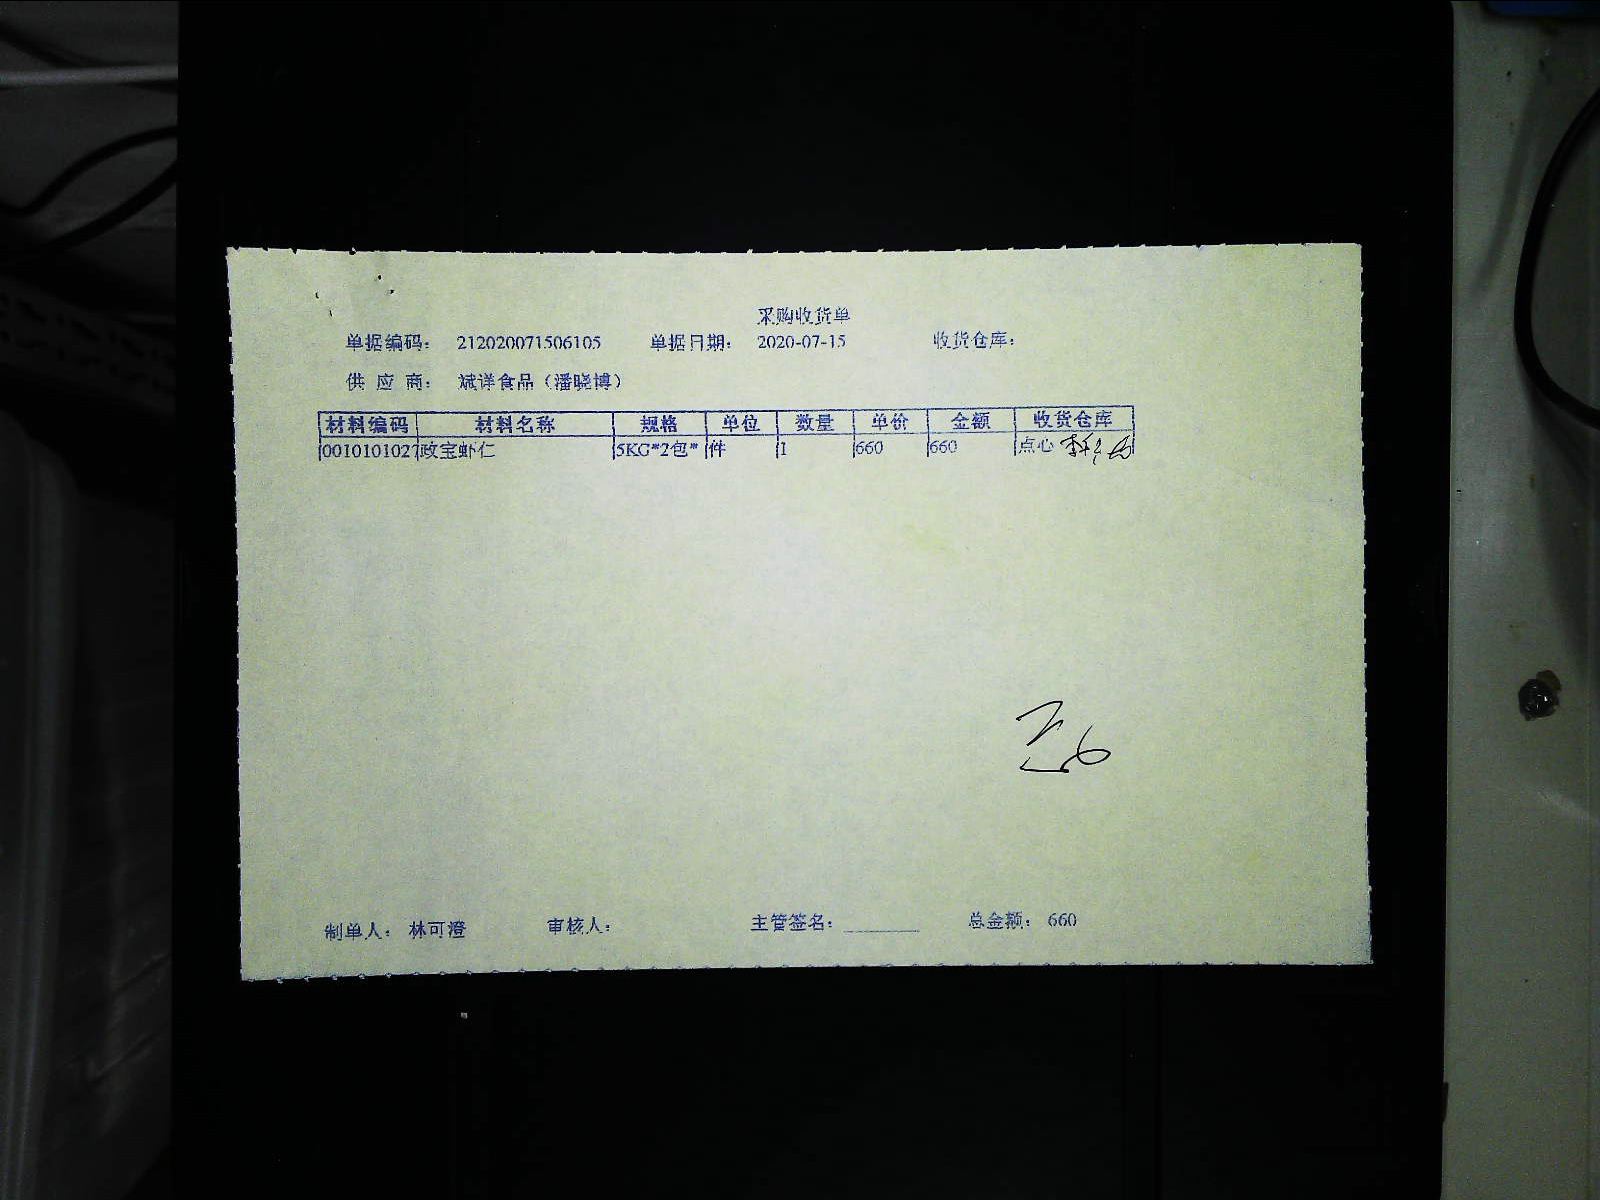 采购收货单
单据编码： 212020071506105 单据日期： 2020-07-15 收货仓库：
供 应 商： 斌洋食品（潘晓博）
材料编码 材料名称 规格 单位 数量 单价 金额 收货仓库
0010101027 政宝虾仁 5KG*2包* 件 1 660 660 点心
制单人： 林可澄 审核人： 主管签名： 总金额： 660